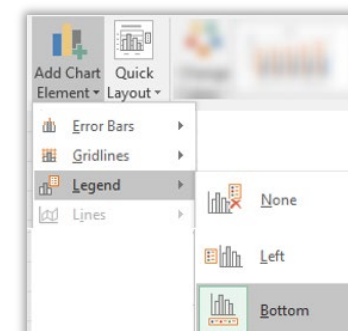 Add Chart Quick
Element Layout
Error Bars
Gridlines
Legend
Lines
None
Left
Bottom